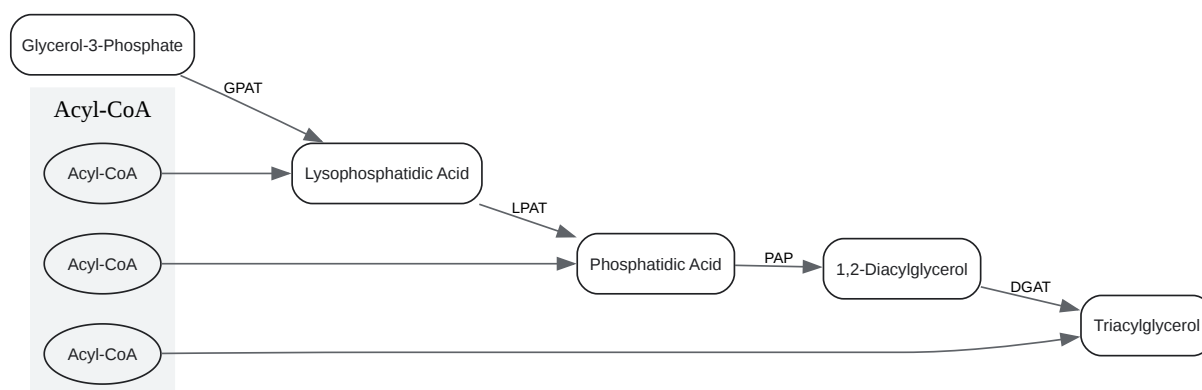 Glycerol-3-Phosphate
GPAT
Acyl-CoA
Acyl-CoA
Lysophosphatidic Acid
LPAT
Acyl-CoA
Phosphatidic Acid
PAP
1,2-Diacylglycerol
DGAT
Triacylglycerol
Acyl-CoA